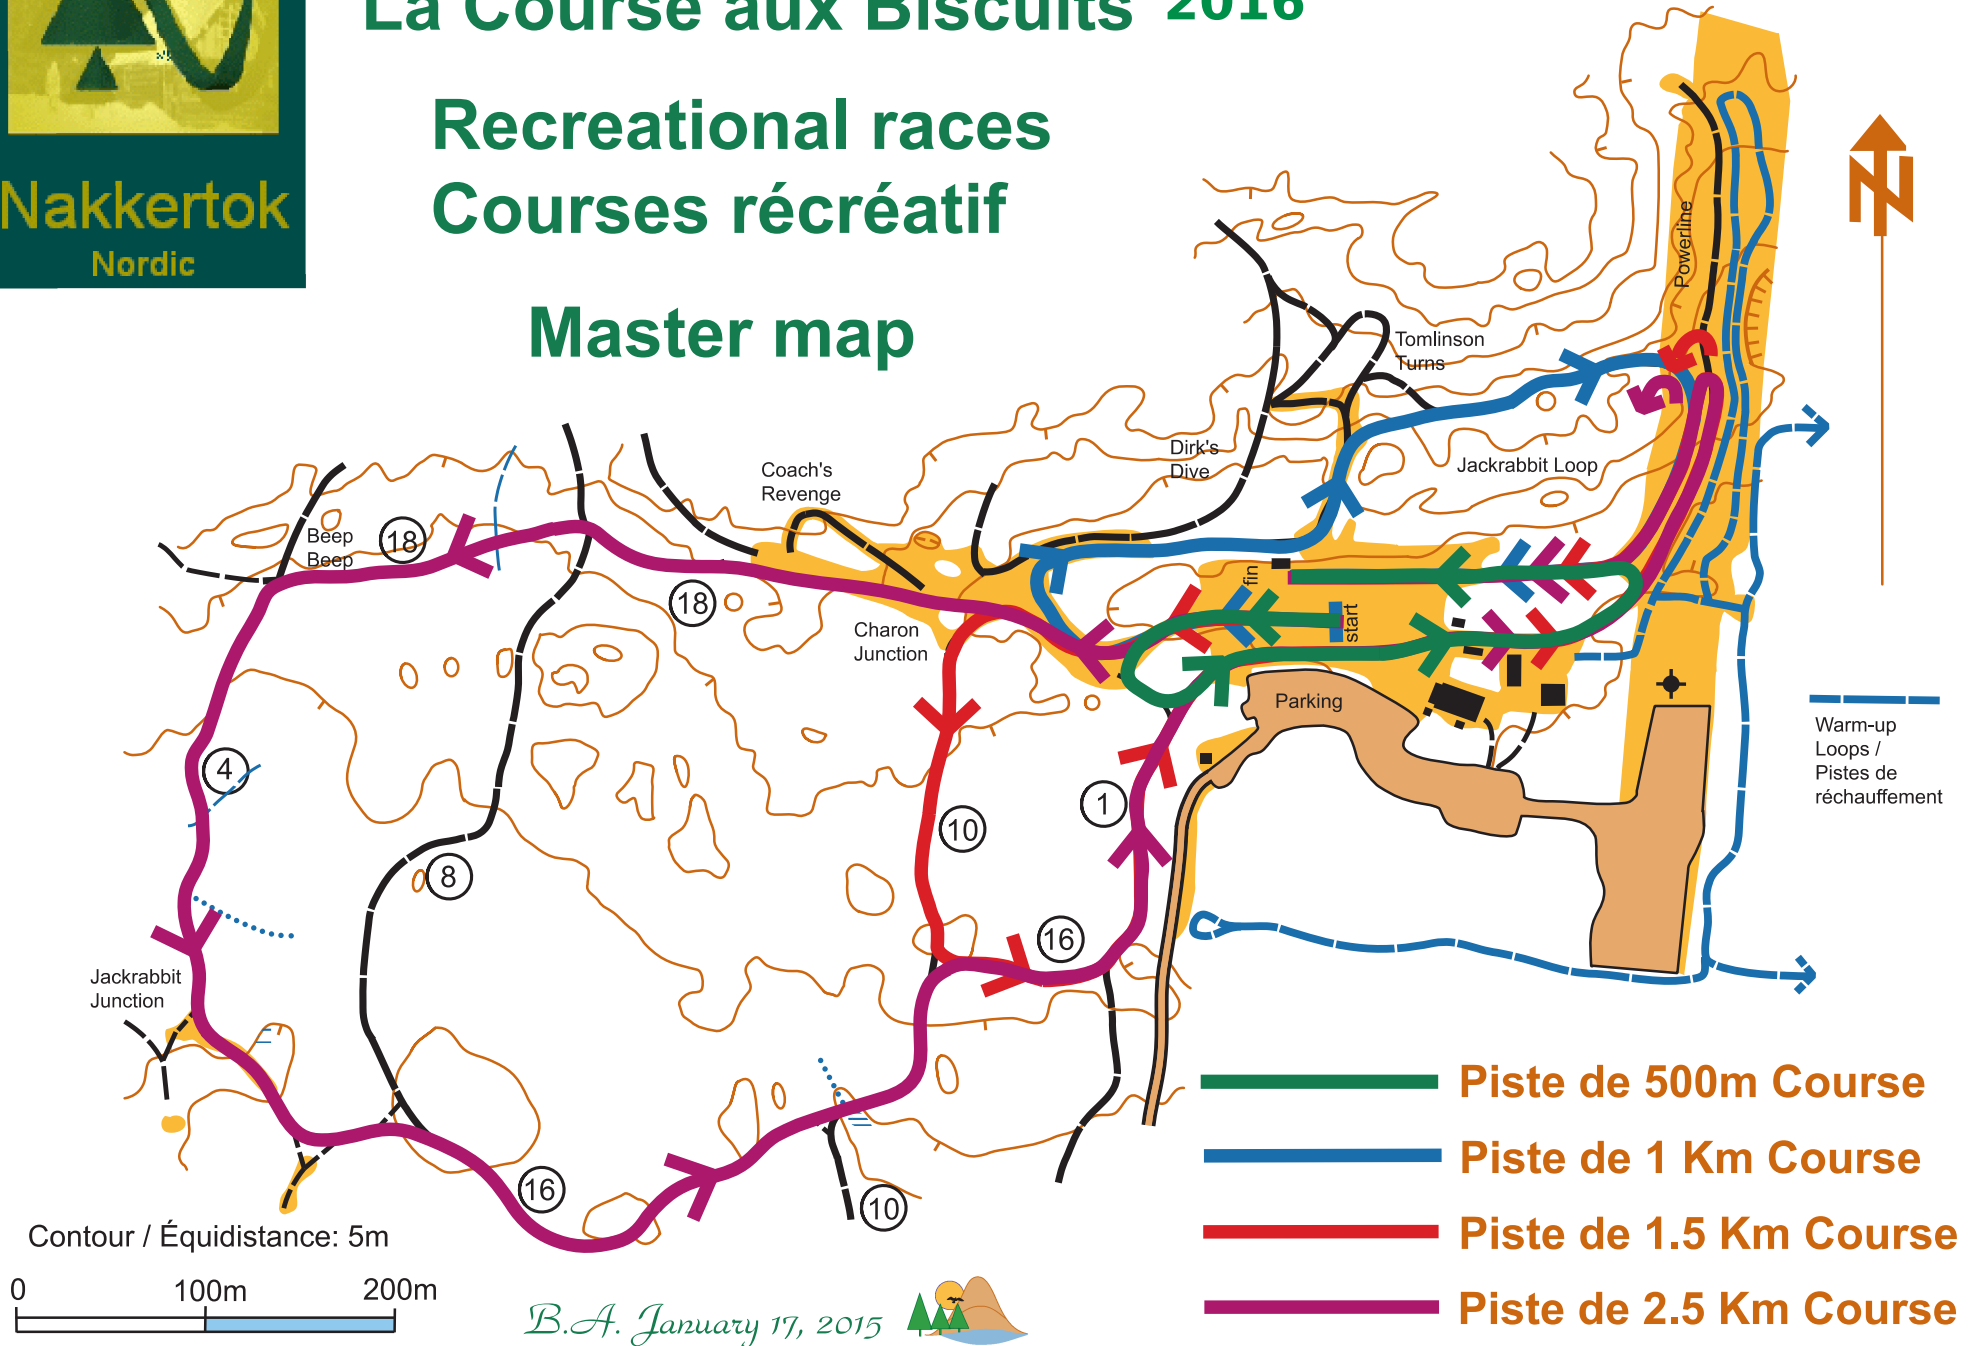 La Course aux Biscuits 2016
Recreational races
Courses récréatif
Master map
Nakkertok
Nordic
Powerline
Tomlinson
Turns
Dirk's
Dive
Jackrabbit Loop
Coach's
Revenge
Beep
Beep
18
18
fin
start
Charon
Junction
Parking
4
1
10
8
16
Warm-up
Loops /
Pistes de
réchauffement
Jackrabbit
Junction
16
10
Contour / Équidistance: 5m
0 100m 200m
B.A. January 17, 2015
Piste de 500m Course
Piste de 1 Km Course
Piste de 1.5 Km Course
Piste de 2.5 Km Course
N